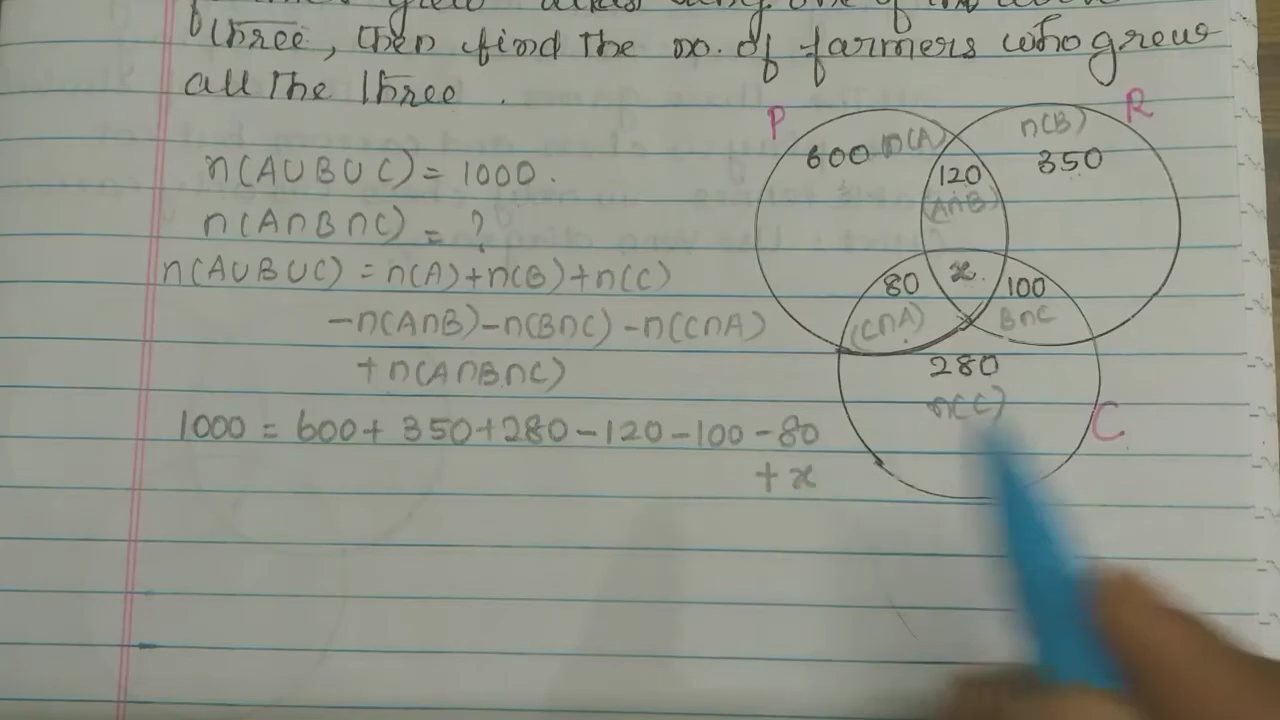 three, then find the no. of farmers who grew
all the three.
n(A∪B∪C) = 1000.
n(A∩B∩C) = ?
n(A∪B∪C) = n(A)+n(B)+n(C)
-n(A∩B)-n(B∩C)-n(C∩A)
+n(A∩B∩C)
1000 = 600+350+280-120-100-80
+x
P
R
600 n(A)
n(B)
350
120
(A∩B)
80
x
100
(C∩A)
B∩C
280
n(C)
C